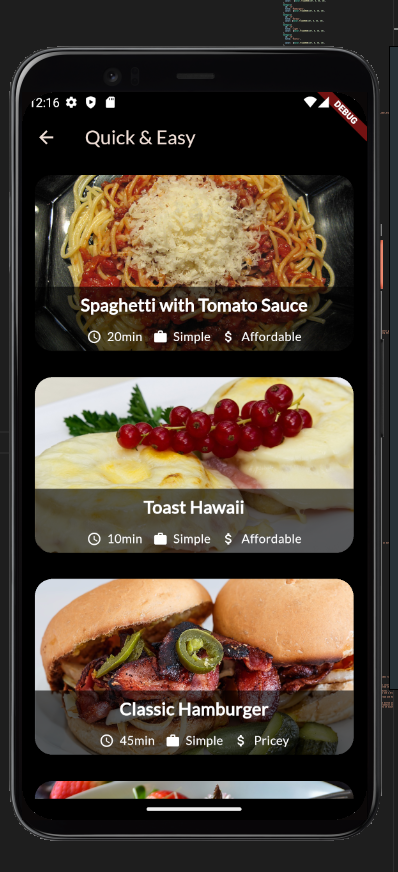 12:16
DEBUG
Quick & Easy
Spaghetti with Tomato Sauce
20min Simple $ Affordable
Toast Hawaii
10min Simple $ Affordable
Classic Hamburger
45min Simple $ Pricey